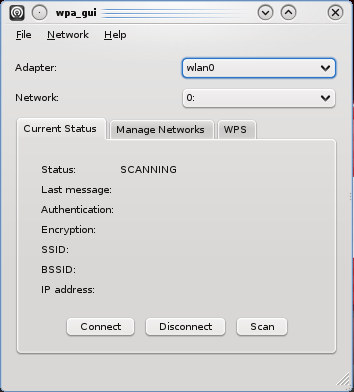 wpa_gui
File Network Help
Adapter: wlan0
Network: 0:
Current Status Manage Networks WPS
Status: SCANNING
Last message:
Authentication:
Encryption:
SSID:
BSSID:
IP address:
Connect Disconnect Scan